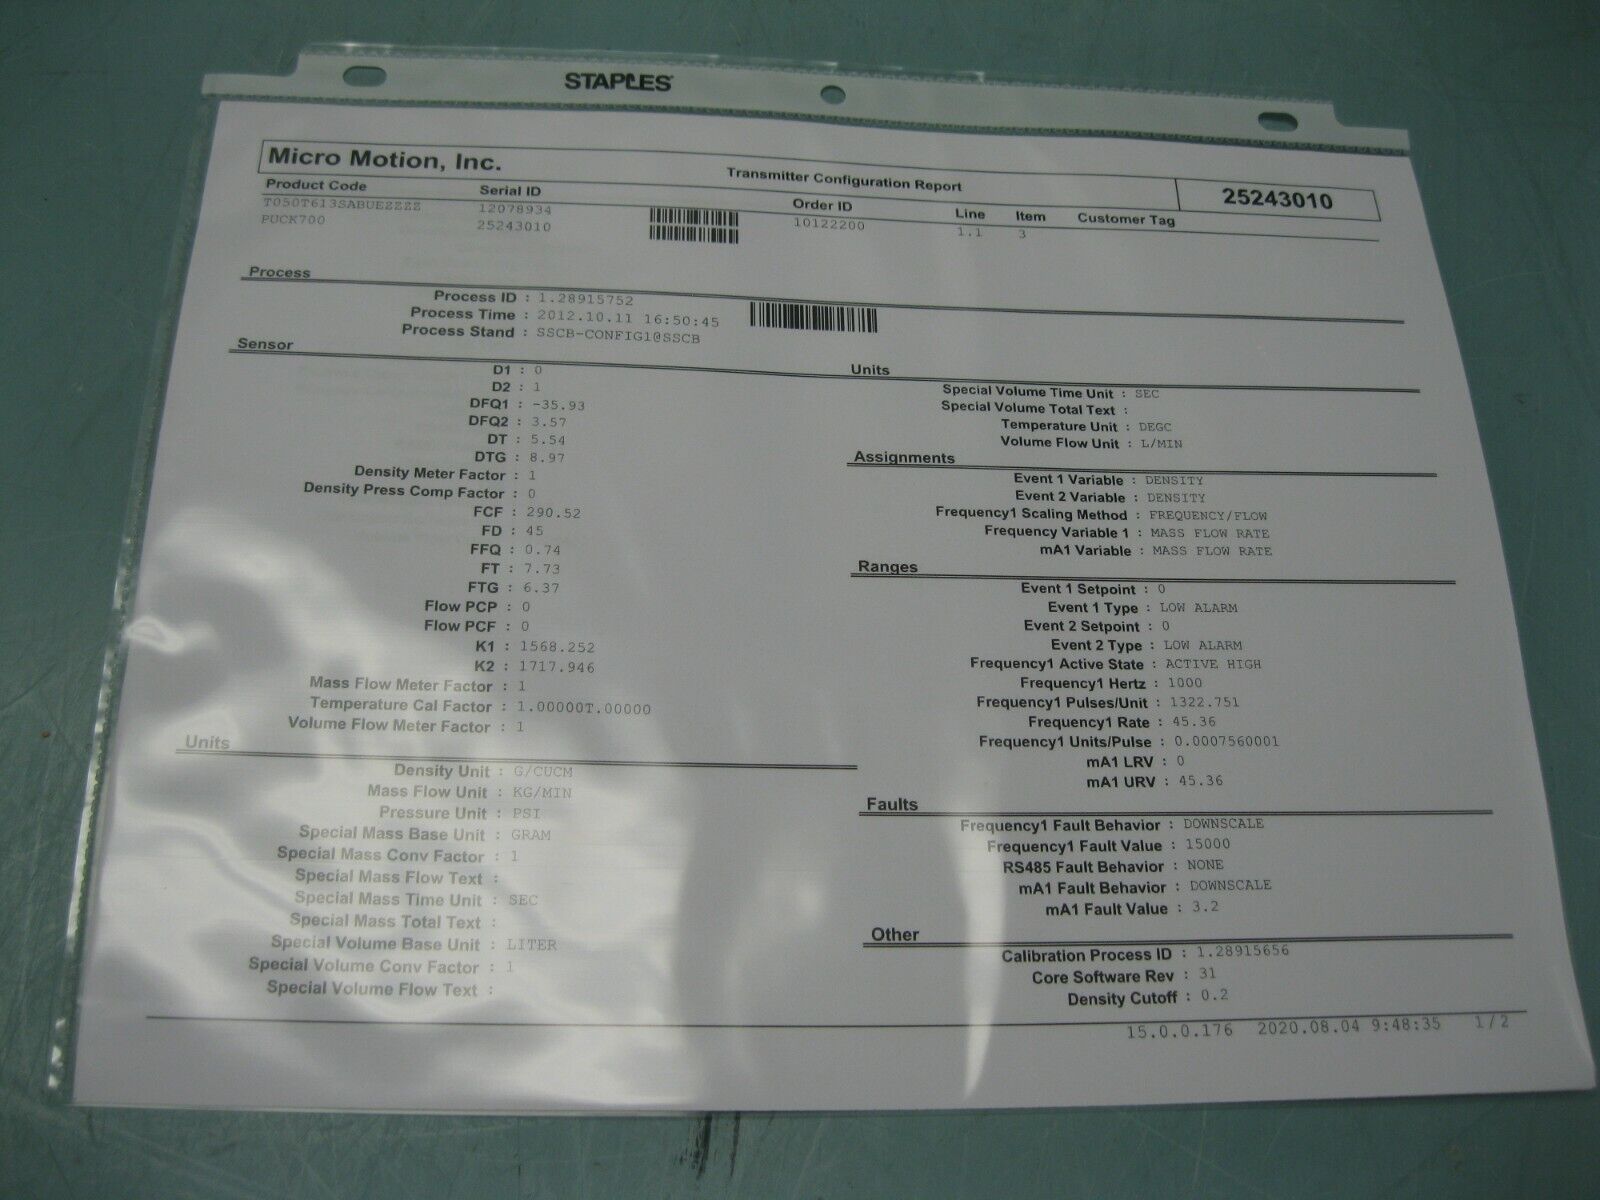 STAPLES
Micro Motion, Inc.
Transmitter Configuration Report
25243010
Product Code Serial ID Order ID Line Item Customer Tag
T050T613SABUEZZZZ 12078934 10122200 1.1 3
PUCK700 25243010
Process
Process ID : 1.28915752
Process Time : 2012.10.11 16:50:45
Process Stand : SSCB-CONFIG1@SSCB
Sensor
D1 : 0
D2 : 1
DFQ1 : -35.93
DFQ2 : 3.57
DT : 5.54
DTG : 8.97
Density Meter Factor : 1
Density Press Comp Factor : 0
FCF : 290.52
FD : 45
FFQ : 0.74
FT : 7.73
FTG : 6.37
Flow PCP : 0
Flow PCF : 0
K1 : 1568.252
K2 : 1717.946
Mass Flow Meter Factor : 1
Temperature Cal Factor : 1.00000T.00000
Volume Flow Meter Factor : 1
Units
Density Unit : G/CUCM
Mass Flow Unit : KG/MIN
Pressure Unit : PSI
Special Mass Base Unit : GRAM
Special Mass Conv Factor : 1
Special Mass Flow Text :
Special Mass Time Unit : SEC
Special Mass Total Text :
Special Volume Base Unit : LITER
Special Volume Conv Factor : 1
Special Volume Flow Text :
Units
Special Volume Time Unit : SEC
Special Volume Total Text :
Temperature Unit : DEGC
Volume Flow Unit : L/MIN
Assignments
Event 1 Variable : DENSITY
Event 2 Variable : DENSITY
Frequency1 Scaling Method : FREQUENCY/FLOW
Frequency Variable 1 : MASS FLOW RATE
mA1 Variable : MASS FLOW RATE
Ranges
Event 1 Setpoint : 0
Event 1 Type : LOW ALARM
Event 2 Setpoint : 0
Event 2 Type : LOW ALARM
Frequency1 Active State : ACTIVE HIGH
Frequency1 Hertz : 1000
Frequency1 Pulses/Unit : 1322.751
Frequency1 Rate : 45.36
Frequency1 Units/Pulse : 0.0007560001
mA1 LRV : 0
mA1 URV : 45.36
Faults
Frequency1 Fault Behavior : DOWNSCALE
Frequency1 Fault Value : 15000
RS485 Fault Behavior : NONE
mA1 Fault Behavior : DOWNSCALE
mA1 Fault Value : 3.2
Other
Calibration Process ID : 1.28915656
Core Software Rev : 31
Density Cutoff : 0.2
15.0.0.176 2020.08.04 9:48:35 1/2